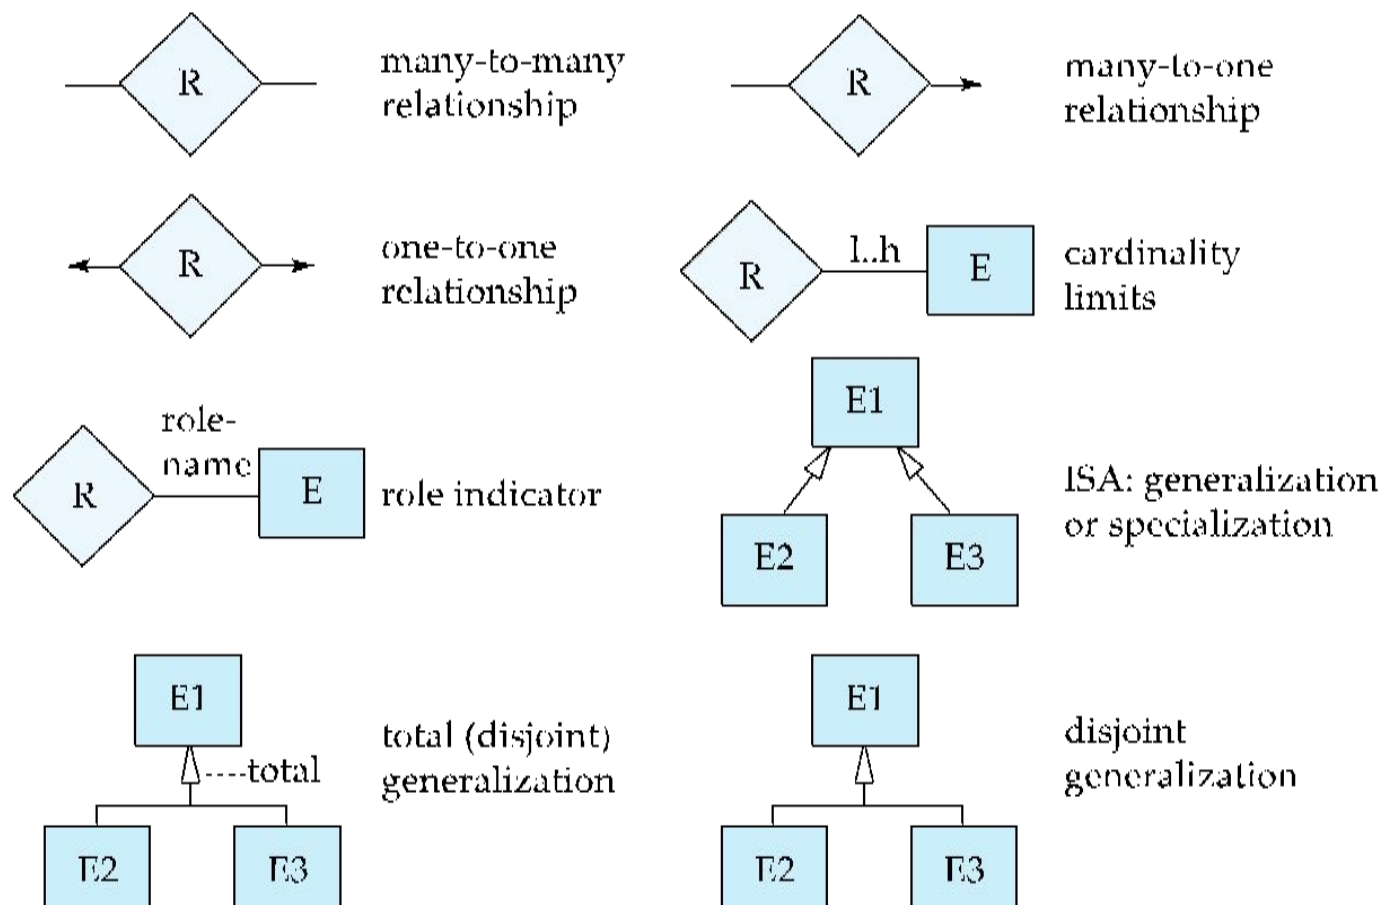 R
many-to-many
relationship
R
many-to-one
relationship
R
one-to-one
relationship
R
l..h
E
cardinality
limits
role-
name
R
E
role indicator
E1
E2
E3
ISA: generalization
or specialization
E1
total
E2
E3
total (disjoint)
generalization
E1
E2
E3
disjoint
generalization